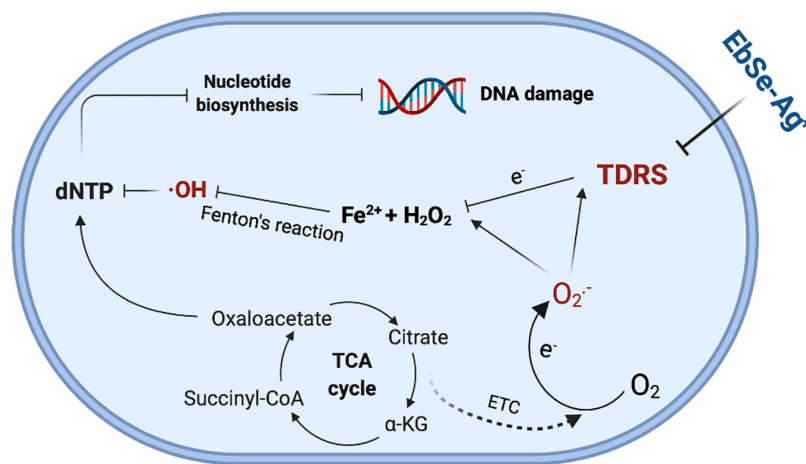 Nucleotide
biosynthesis
DNA damage
EbSe-Ag⁺
TDRS
e⁻
dNTP
·OH
Fe²⁺ + H₂O₂
Fenton's reaction
O₂·⁻
Oxaloacetate
Citrate
TCA
cycle
e⁻
O₂
Succinyl-CoA
ETC
α-KG